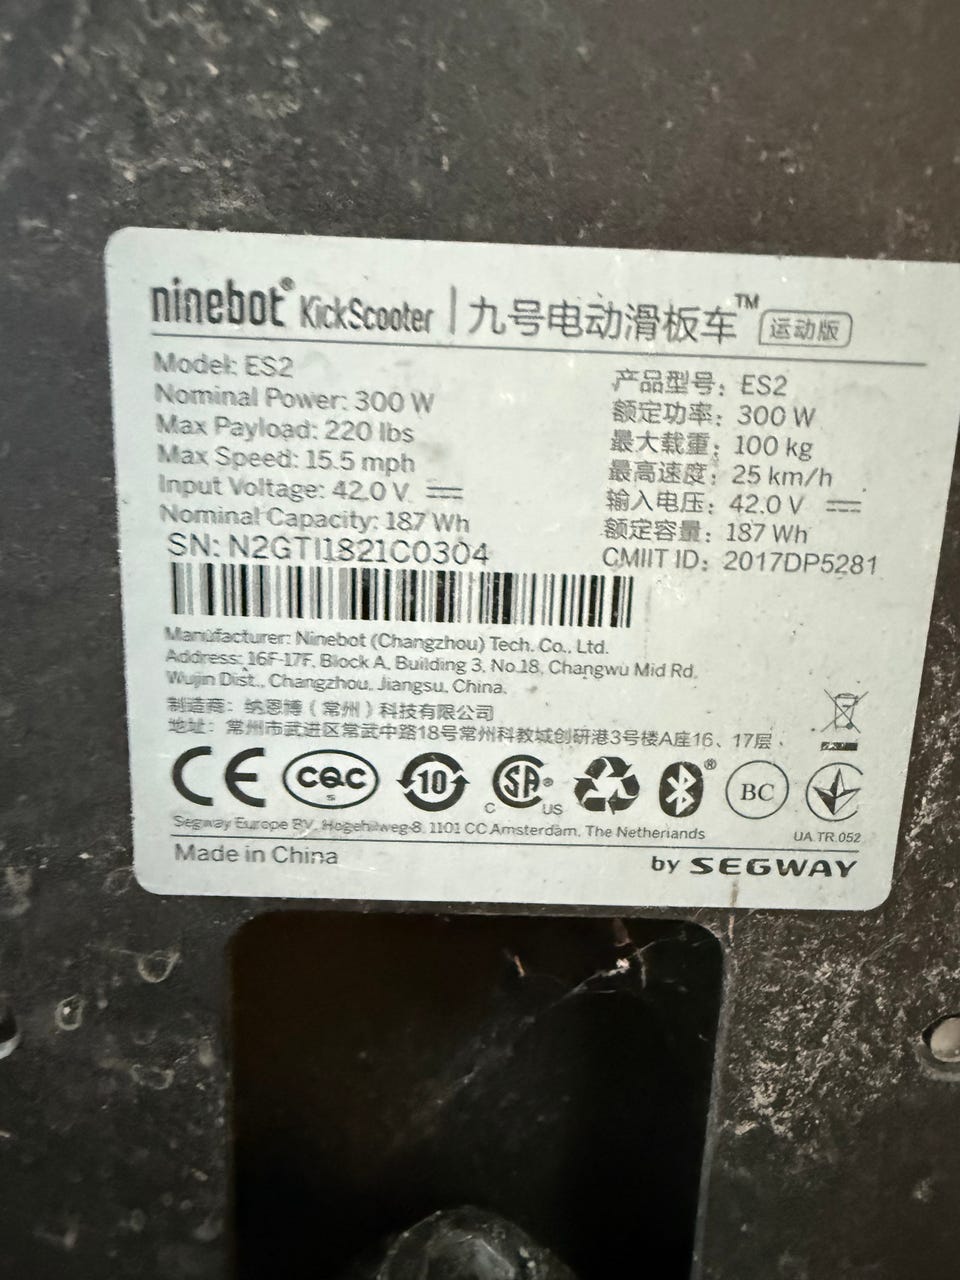 ninebot® KickScooter | 九号电动滑板车™ 运动版
Model: ES2
Nominal Power: 300 W
Max Payload: 220 lbs
Max Speed: 15.5 mph
Input Voltage: 42.0 V
Nominal Capacity: 187 Wh
SN: N2GTI1821C0304
产品型号：ES2
额定功率：300 W
最大载重：100 kg
最高速度：25 km/h
输入电压：42.0 V
额定容量：187 Wh
CMIIT ID：2017DP5281
Manufacturer: Ninebot (Changzhou) Tech. Co., Ltd.
Address: 16F-17F, Block A, Building 3, No.18, Changwu Mid Rd,
Wujin Dist., Changzhou, Jiangsu, China.
制造商：纳恩博（常州）科技有限公司
地址：常州市武进区常武中路18号常州科教城创研港3号楼A座16、17层
CE CQC S 10 C SA® US ® BC
UA.TR.052
Segway Europe BV, Hogehilweg 8, 1101 CC Amsterdam, The Netherlands
Made in China
by SEGWAY